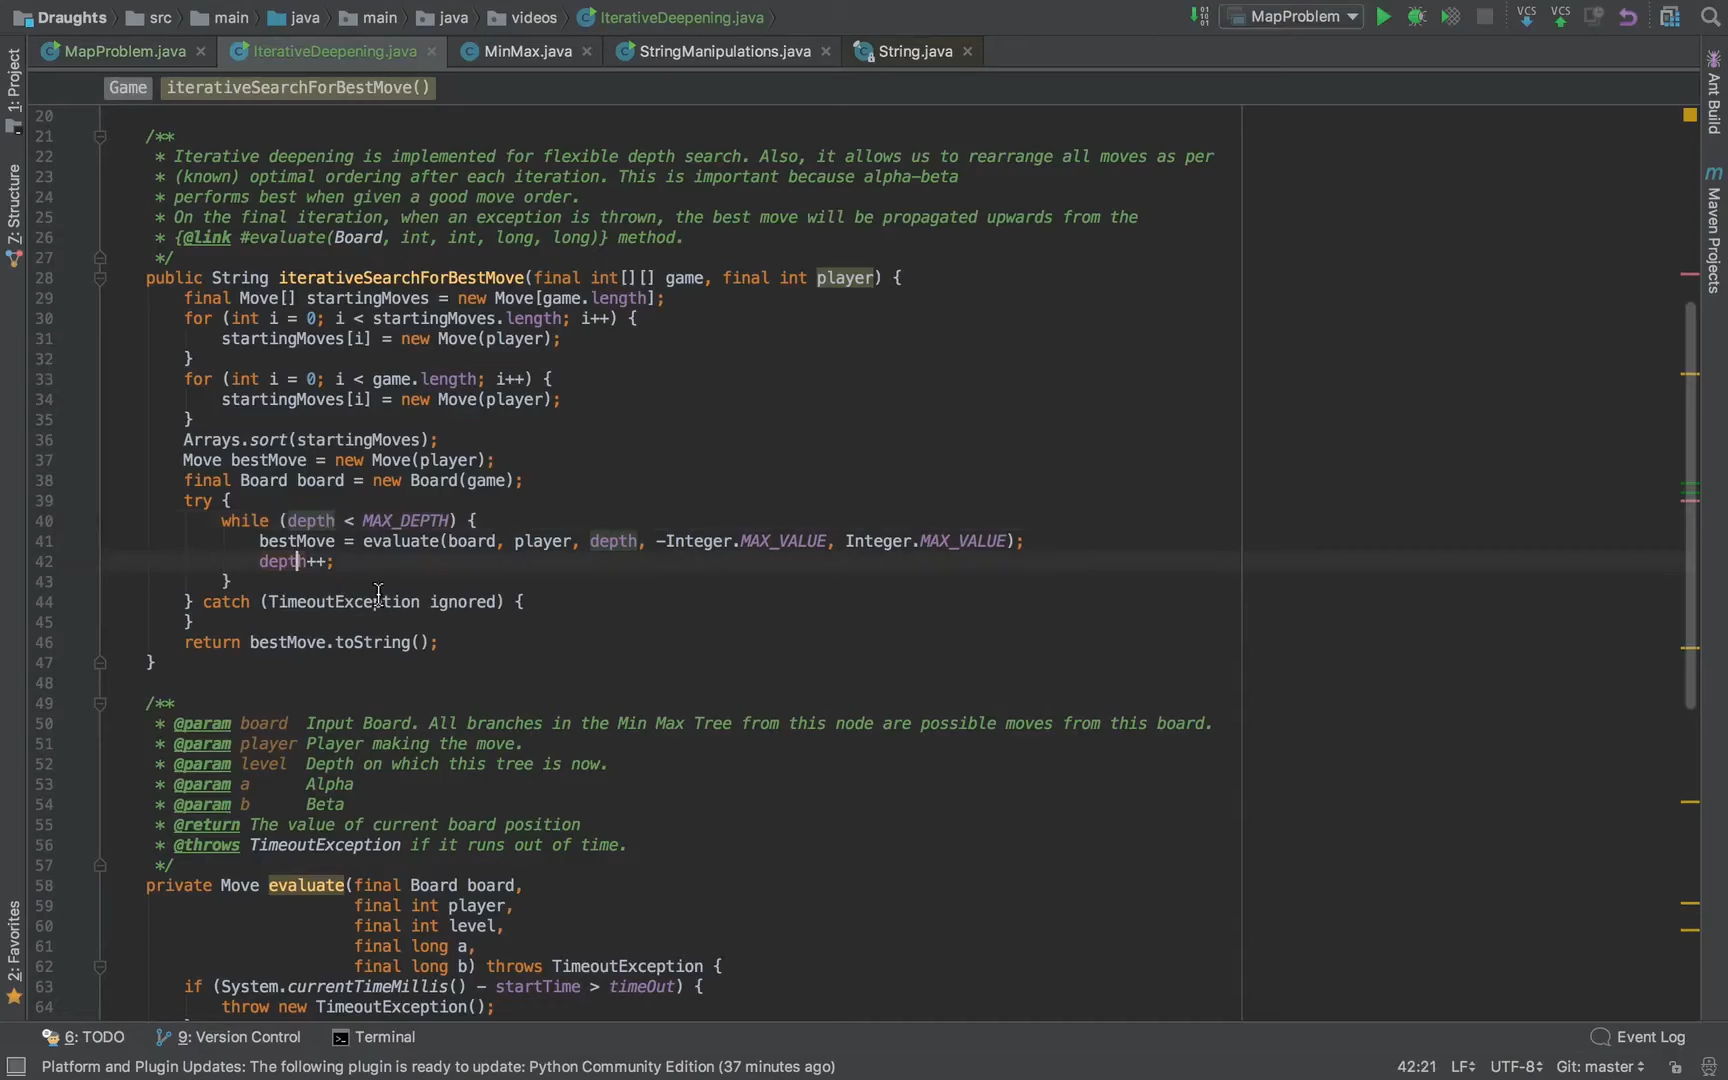 Draughts src main java main java videos IterativeDeepening.java MapProblem VCS VCS
MapProblem.java IterativeDeepening.java MinMax.java StringManipulations.java String.java
Game iterativeSearchForBestMove()
20
21 /**
22 * Iterative deepening is implemented for flexible depth search. Also, it allows us to rearrange all moves as per
23 * (known) optimal ordering after each iteration. This is important because alpha-beta
24 * performs best when given a good move order.
25 * On the final iteration, when an exception is thrown, the best move will be propagated upwards from the
26 * {@link #evaluate(Board, int, int, long, long)} method.
27 */
28 public String iterativeSearchForBestMove(final int[][] game, final int player) {
29 final Move[] startingMoves = new Move[game.length];
30 for (int i = 0; i < startingMoves.length; i++) {
31 startingMoves[i] = new Move(player);
32 }
33 for (int i = 0; i < game.length; i++) {
34 startingMoves[i] = new Move(player);
35 }
36 Arrays.sort(startingMoves);
37 Move bestMove = new Move(player);
38 final Board board = new Board(game);
39 try {
40 while (depth < MAX_DEPTH) {
41 bestMove = evaluate(board, player, depth, -Integer.MAX_VALUE, Integer.MAX_VALUE);
42 depth++;
43 }
44 } catch (TimeoutException ignored) {
45 }
46 return bestMove.toString();
47 }
48
49 /**
50 * @param board Input Board. All branches in the Min Max Tree from this node are possible moves from this board.
51 * @param player Player making the move.
52 * @param level Depth on which this tree is now.
53 * @param a Alpha
54 * @param b Beta
55 * @return The value of current board position
56 * @throws TimeoutException if it runs out of time.
57 */
58 private Move evaluate(final Board board,
59 final int player,
60 final int level,
61 final long a,
62 final long b) throws TimeoutException {
63 if (System.currentTimeMillis() - startTime > timeOut) {
64 throw new TimeoutException();
1: Project
7: Structure
2: Favorites
Ant Build
m Maven Projects
6: TODO 9: Version Control Terminal Event Log
Platform and Plugin Updates: The following plugin is ready to update: Python Community Edition (37 minutes ago) 42:21 LF UTF-8 Git: master